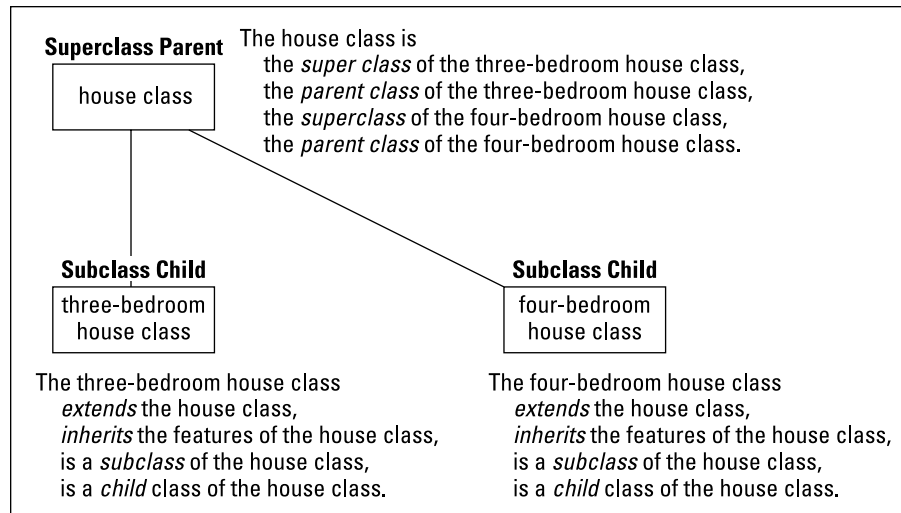 Superclass Parent
house class
The house class is
the super class of the three-bedroom house class,
the parent class of the three-bedroom house class,
the superclass of the four-bedroom house class,
the parent class of the four-bedroom house class.
Subclass Child
three-bedroom
house class
Subclass Child
four-bedroom
house class
The three-bedroom house class
extends the house class,
inherits the features of the house class,
is a subclass of the house class,
is a child class of the house class.
The four-bedroom house class
extends the house class,
inherits the features of the house class,
is a subclass of the house class,
is a child class of the house class.